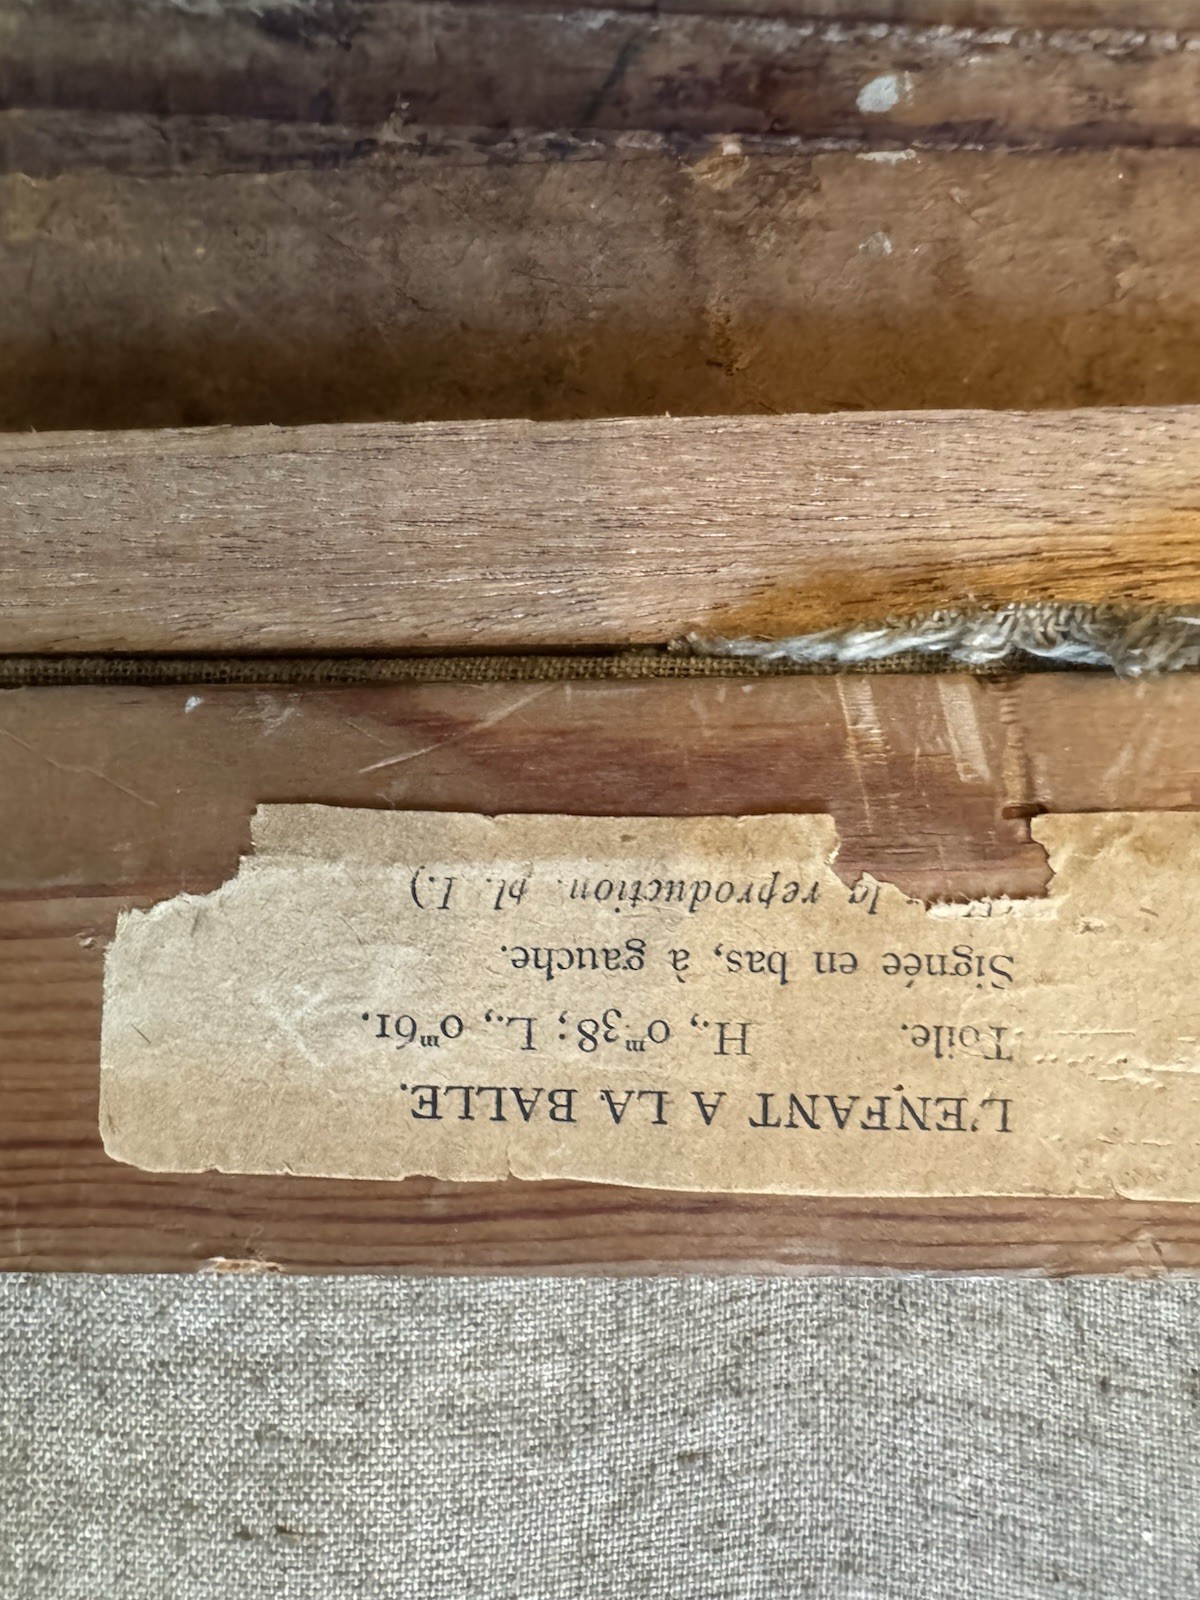 L'ENFANT A LA BALLE.
Toile. H., 0ᵐ38; L., 0ᵐ61.
Signée en bas, à gauche.
la reproduction, pl. I.)